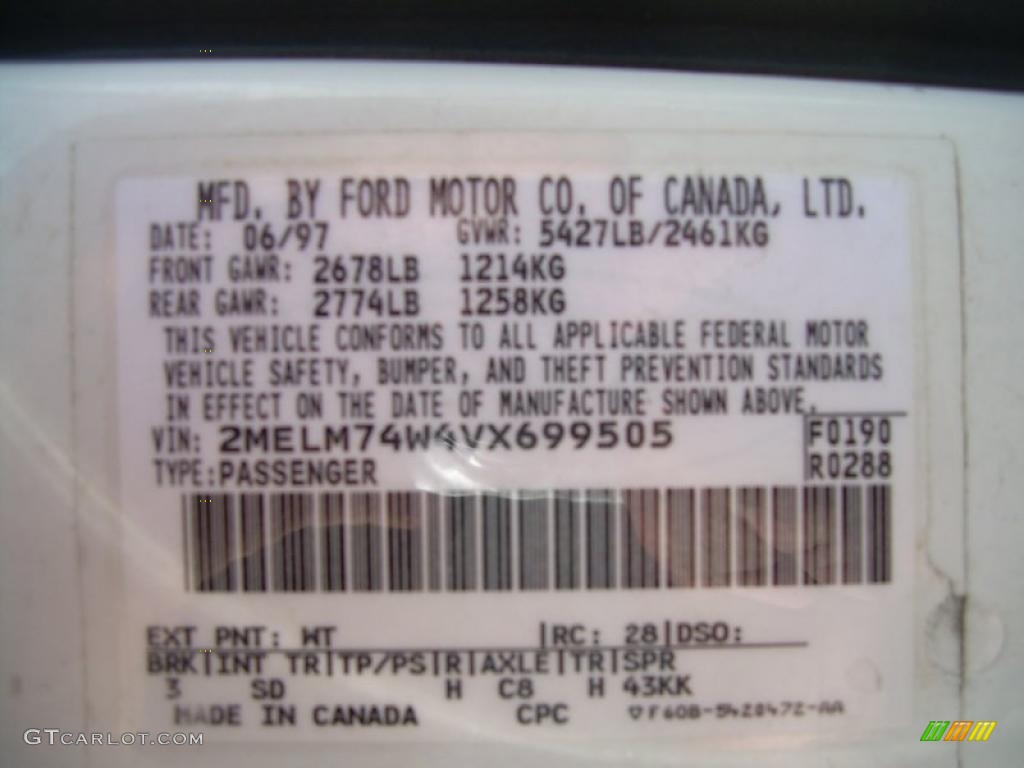 MFD. BY FORD MOTOR CO. OF CANADA, LTD.
DATE: 06/97 GVWR: 5427LB/2461KG
FRONT GAWR: 2678LB 1214KG
REAR GAWR: 2774LB 1258KG
THIS VEHICLE CONFORMS TO ALL APPLICABLE FEDERAL MOTOR
VEHICLE SAFETY, BUMPER, AND THEFT PREVENTION STANDARDS
IN EFFECT ON THE DATE OF MANUFACTURE SHOWN ABOVE.
VIN: 2MELM74W4VX699505 F0190
TYPE: PASSENGER R0288
EXT PNT: WT |RC: 28|DSO:
BRK|INT TR|TP/PS|R|AXLE|TR|SPR
3 SD H C8 H 43KK
MADE IN CANADA CPC F60B-5420472-AA
GTCARLOT.COM